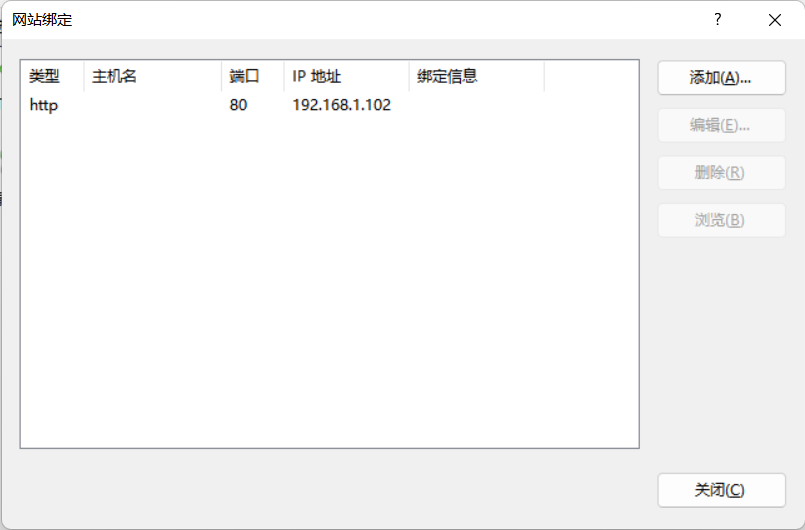 网站绑定
类型 主机名 端口 IP 地址 绑定信息
http 80 192.168.1.102
添加(A)...
编辑(E)...
删除(R)
浏览(B)
关闭(C)